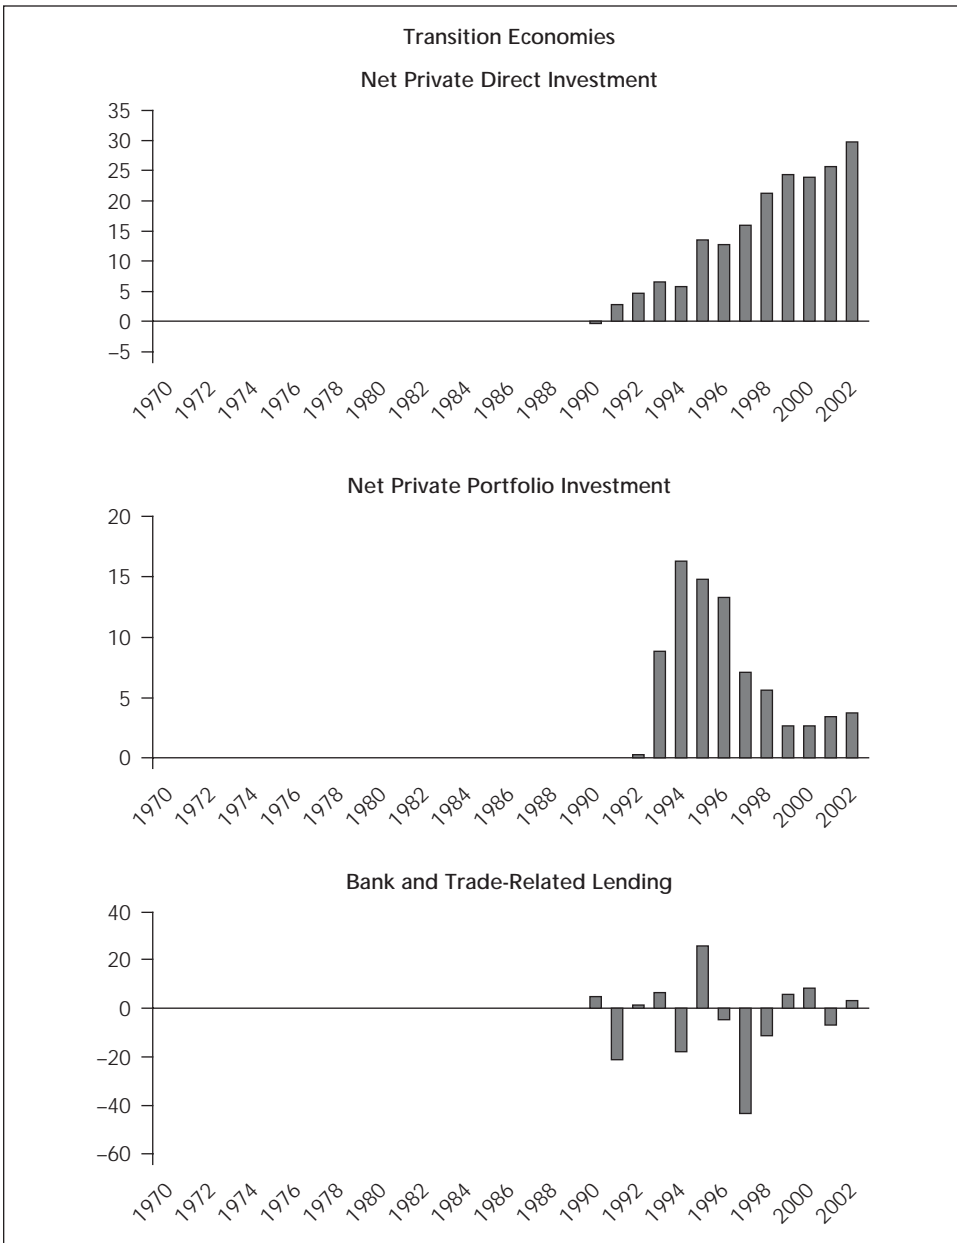 Transition Economies
Net Private Direct Investment
35
30
25
20
15
10
5
0
–5
1970 1972 1974 1976 1978 1980 1982 1984 1986 1988 1990 1992 1994 1996 1998 2000 2002
Net Private Portfolio Investment
20
15
10
5
0
1970 1972 1974 1976 1978 1980 1982 1984 1986 1988 1990 1992 1994 1996 1998 2000 2002
Bank and Trade-Related Lending
40
20
0
–20
–40
–60
1970 1972 1974 1976 1978 1980 1982 1984 1986 1988 1990 1992 1994 1996 1998 2000 2002